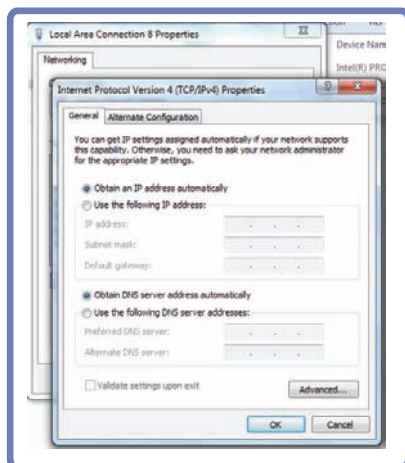 Local Area Connection 8 Properties
Device Nam
Networking
Intel(R) PRO
Internet Protocol Version 4 (TCP/IPv4) Properties
General
Alternate Configuration
You can get IP settings assigned automatically if your network supports
this capability. Otherwise, you need to ask your network administrator
for the appropriate IP settings.
Obtain an IP address automatically
Use the following IP address:
IP address:
Subnet mask:
Default gateway:
Obtain DNS server address automatically
Use the following DNS server addresses:
Preferred DNS server:
Alternate DNS server:
Validate settings upon exit
Advanced...
OK
Cancel